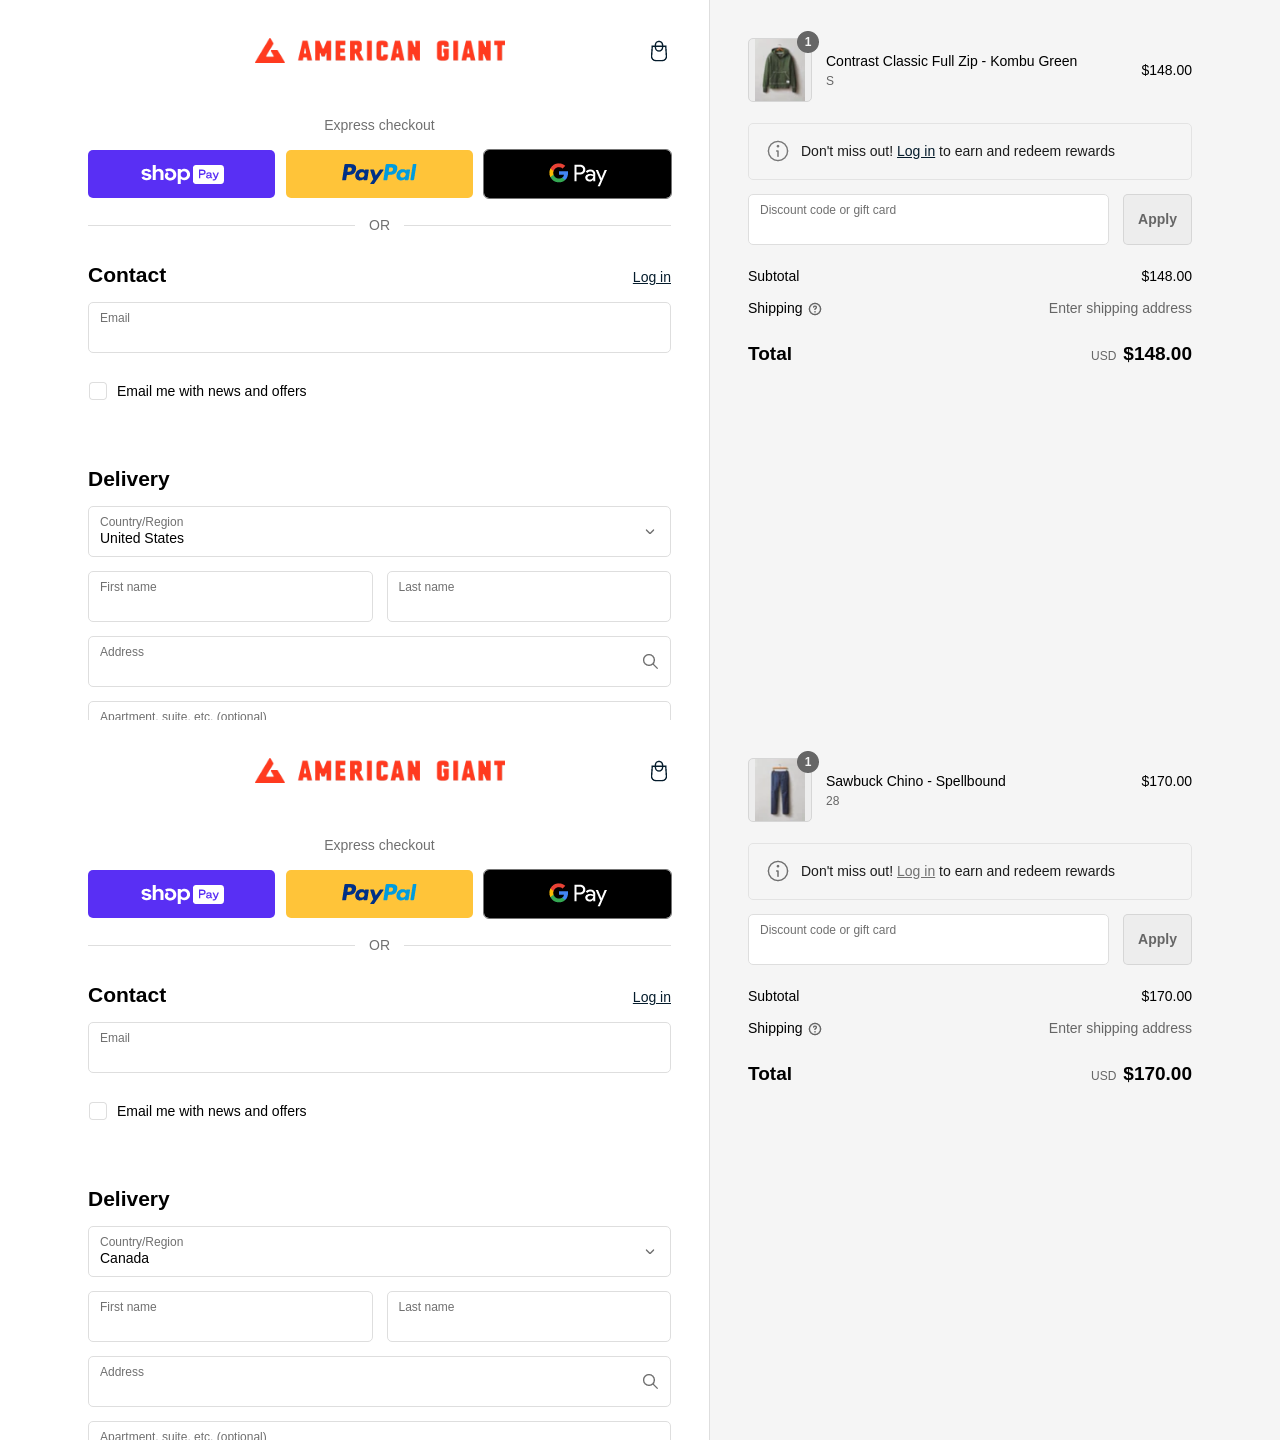 AMERICAN GIANT
Express checkout
shop Pay
PayPal
G Pay
OR
Contact
Log in
Email
Email me with news and offers
Delivery
Country/Region
United States
First name
Last name
Address
Apartment, suite, etc. (optional)
1
Contrast Classic Full Zip - Kombu Green
S
$148.00
Don't miss out! Log in to earn and redeem rewards
Discount code or gift card
Apply
Subtotal
$148.00
Shipping
Enter shipping address
Total
USD $148.00
AMERICAN GIANT
Express checkout
shop Pay
PayPal
G Pay
OR
Contact
Log in
Email
Email me with news and offers
Delivery
Country/Region
Canada
First name
Last name
Address
Apartment, suite, etc. (optional)
1
Sawbuck Chino - Spellbound
28
$170.00
Don't miss out! Log in to earn and redeem rewards
Discount code or gift card
Apply
Subtotal
$170.00
Shipping
Enter shipping address
Total
USD $170.00